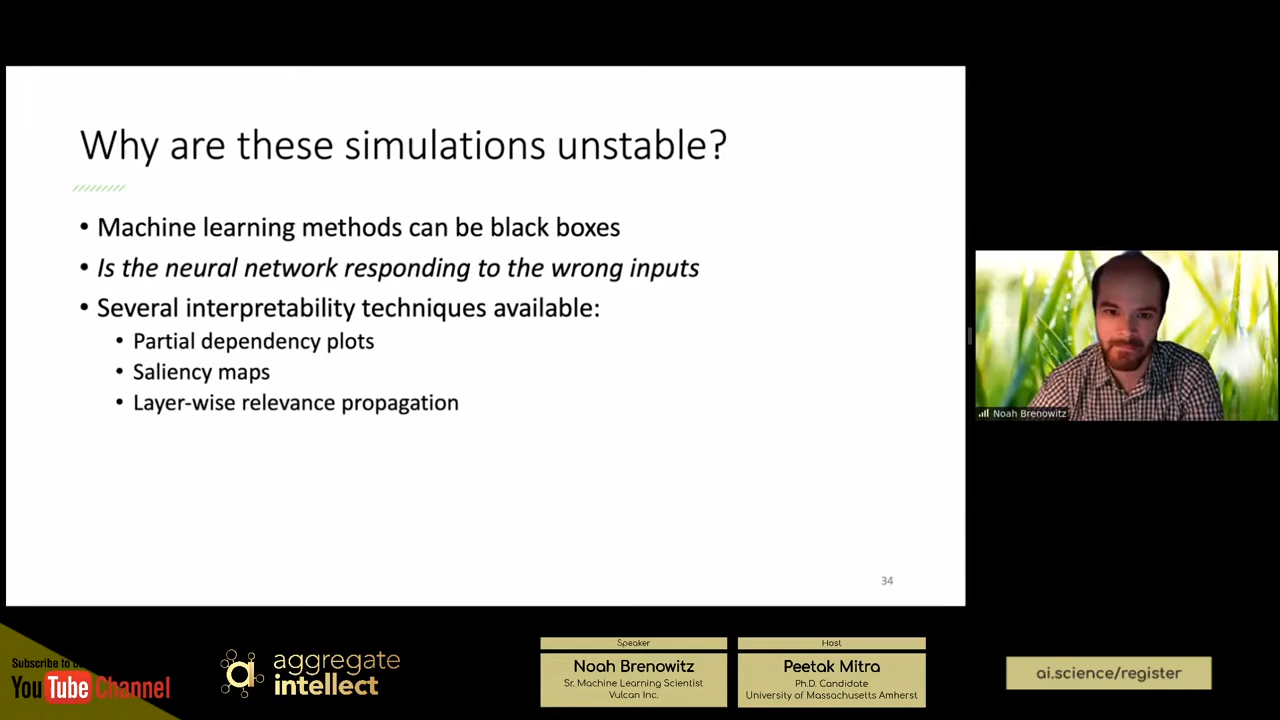 Why are these simulations unstable?
• Machine learning methods can be black boxes
• Is the neural network responding to the wrong inputs
• Several interpretability techniques available:
• Partial dependency plots
• Saliency maps
• Layer-wise relevance propagation
34
Noah Brenowitz
Subscribe to
YouTube Channel
aggregate
intellect
Speaker
Noah Brenowitz
Sr. Machine Learning Scientist
Vulcan Inc.
Host
Peetak Mitra
Ph.D. Candidate
University of Massachusetts Amherst
ai.science/register